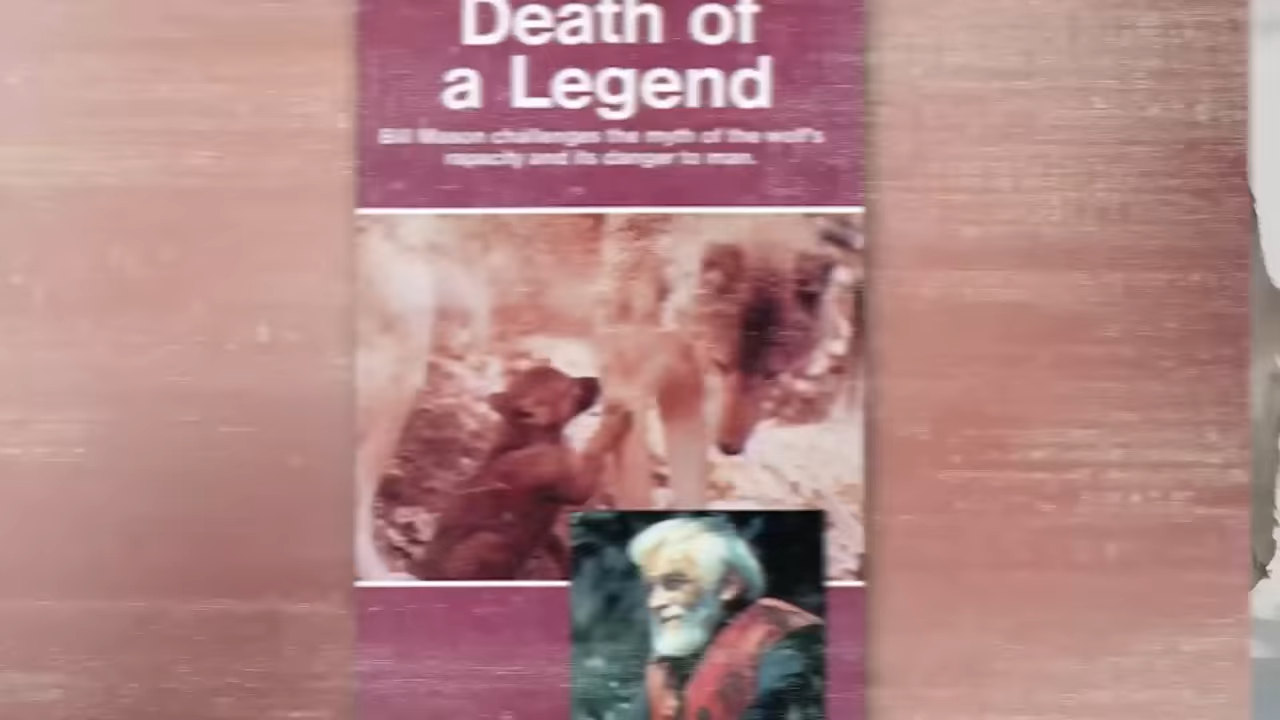 Death of
a Legend
Bill Mason challenges the myth of the wolf's
rapacity and its danger to man.